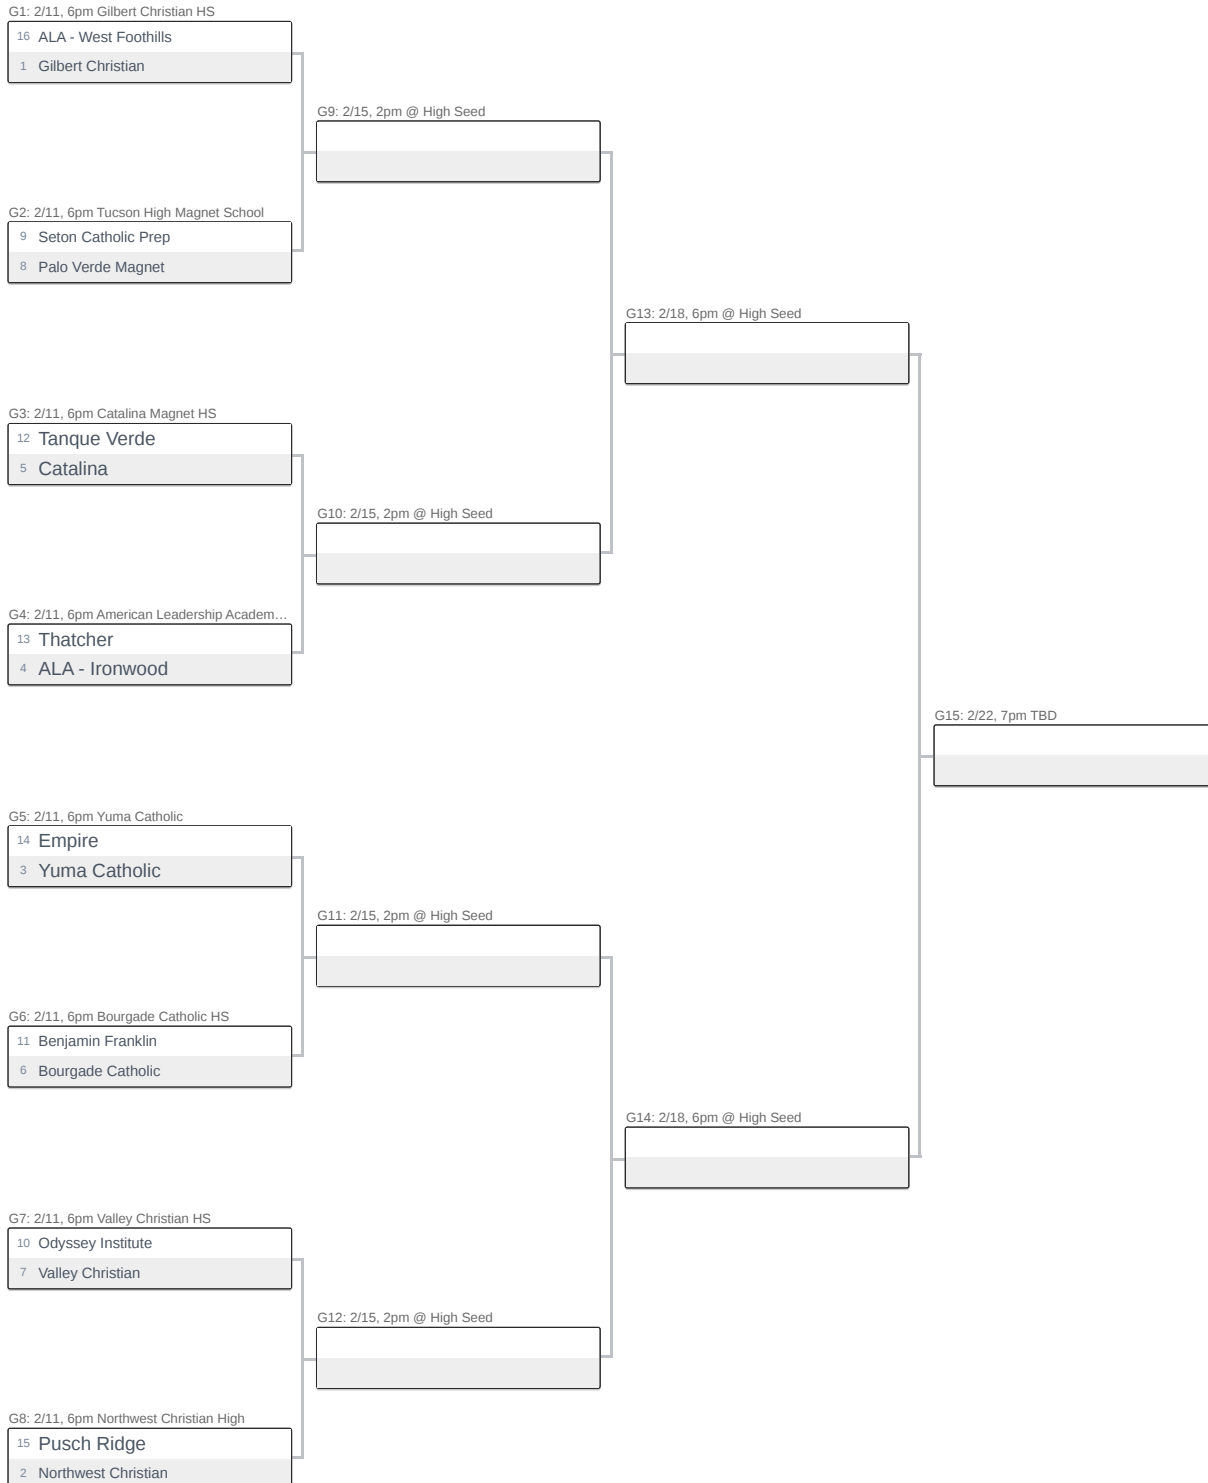 G1: 2/11, 6pm Gilbert Christian HS
16 ALA - West Foothills
1 Gilbert Christian
G9: 2/15, 2pm @ High Seed
G2: 2/11, 6pm Tucson High Magnet School
9 Seton Catholic Prep
8 Palo Verde Magnet
G13: 2/18, 6pm @ High Seed
G3: 2/11, 6pm Catalina Magnet HS
12 Tanque Verde
5 Catalina
G10: 2/15, 2pm @ High Seed
G4: 2/11, 6pm American Leadership Academ...
13 Thatcher
4 ALA - Ironwood
G15: 2/22, 7pm TBD
G5: 2/11, 6pm Yuma Catholic
14 Empire
3 Yuma Catholic
G11: 2/15, 2pm @ High Seed
G6: 2/11, 6pm Bourgade Catholic HS
11 Benjamin Franklin
6 Bourgade Catholic
G14: 2/18, 6pm @ High Seed
G7: 2/11, 6pm Valley Christian HS
10 Odyssey Institute
7 Valley Christian
G12: 2/15, 2pm @ High Seed
G8: 2/11, 6pm Northwest Christian High
15 Pusch Ridge
2 Northwest Christian